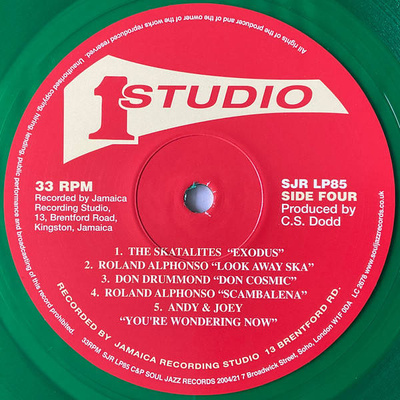 All rights of the producer and of the owner of the works reproduced reserved. Unauthorised copying, hiring, lending, public performance and broadcasting of this record prohibited.
1 STUDIO
33 RPM
Recorded by Jamaica
Recording Studio,
13, Brentford Road,
Kingston, Jamaica
SJR LP85
SIDE FOUR
Produced by
C.S. Dodd
1. THE SKATALITES "EXODUS"
2. ROLAND ALPHONSO "LOOK AWAY SKA"
3. DON DRUMMOND "DON COSMIC"
4. ROLAND ALPHONSO "SCAMBALENA"
5. ANDY & JOEY
"YOU'RE WONDERING NOW"
RECORDED BY JAMAICA RECORDING STUDIO 13 BRENTFORD RD.
33RPM SJR LP85 C&P SOUL JAZZ RECORDS 2004/21 7 Broadwick Street, Soho, London W1F 0DA LC 2678 www.souljazzrecords.co.uk